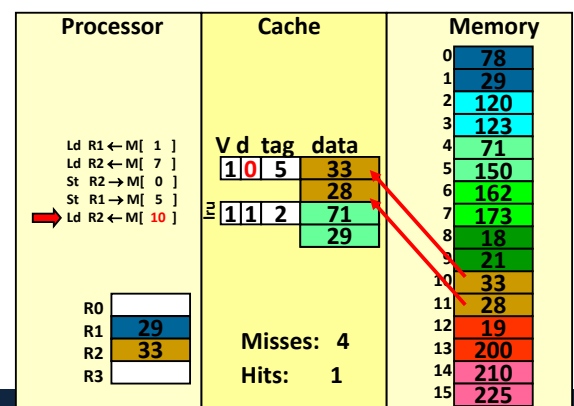 Processor
Cache
Memory
Ld R1 ← M[ 1 ]
Ld R2 ← M[ 7 ]
St R2 → M[ 0 ]
St R1 → M[ 5 ]
Ld R2 ← M[ 10 ]
R0
R1 29
R2 33
R3
V d tag data
1 0 5 33
28
lru 1 1 2 71
29
Misses: 4
Hits: 1
0 78
1 29
2 120
3 123
4 71
5 150
6 162
7 173
8 18
9 21
10 33
11 28
12 19
13 200
14 210
15 225